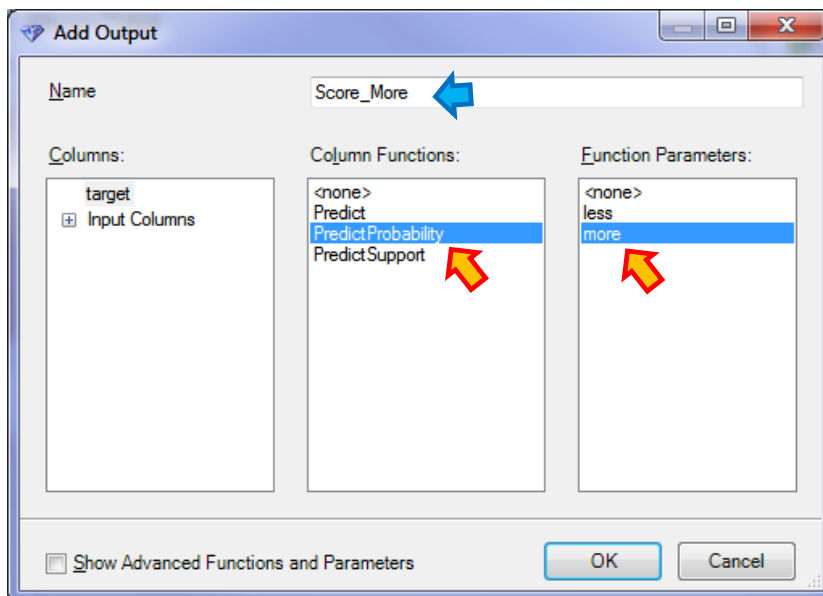 Add Output
Name
Score_More
Columns:
target
Input Columns
Column Functions:
<none>
Predict
PredictProbability
PredictSupport
Function Parameters:
<none>
less
more
Show Advanced Functions and Parameters
OK
Cancel